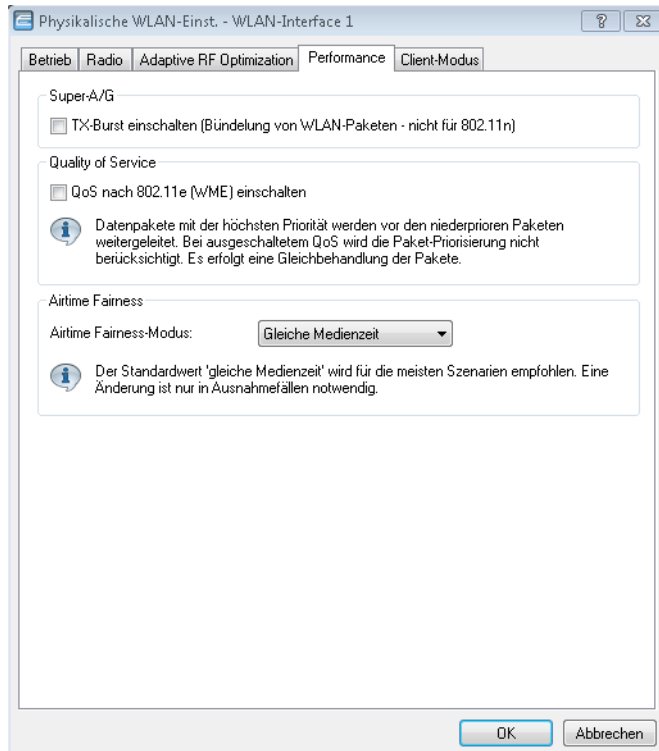 Physikalische WLAN-Einst. - WLAN-Interface 1
Betrieb Radio Adaptive RF Optimization Performance Client-Modus
Super-A/G
TX-Burst einschalten (Bündelung von WLAN-Paketen - nicht für 802.11n)
Quality of Service
QoS nach 802.11e (WME) einschalten
Datenpakete mit der höchsten Priorität werden vor den niederprioren Paketen
weitergeleitet. Bei ausgeschaltetem QoS wird die Paket-Priorisierung nicht
berücksichtigt. Es erfolgt eine Gleichbehandlung der Pakete.
Airtime Fairness
Airtime Fairness-Modus: Gleiche Medienzeit
Der Standardwert 'gleiche Medienzeit' wird für die meisten Szenarien empfohlen. Eine
Änderung ist nur in Ausnahmefällen notwendig.
OK Abbrechen